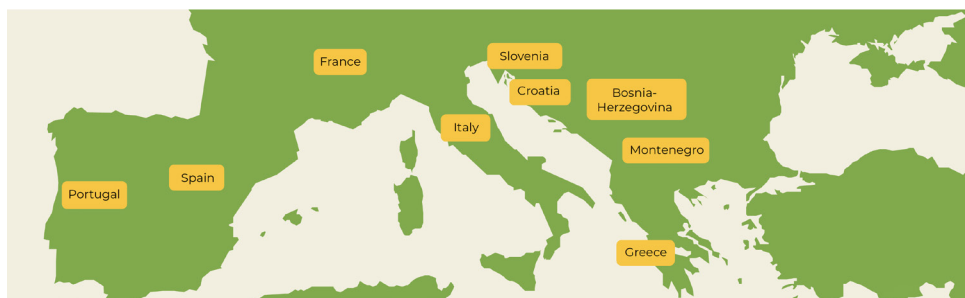 Slovenia
France
Croatia
Bosnia-
Herzegovina
Italy
Montenegro
Spain
Portugal
Greece